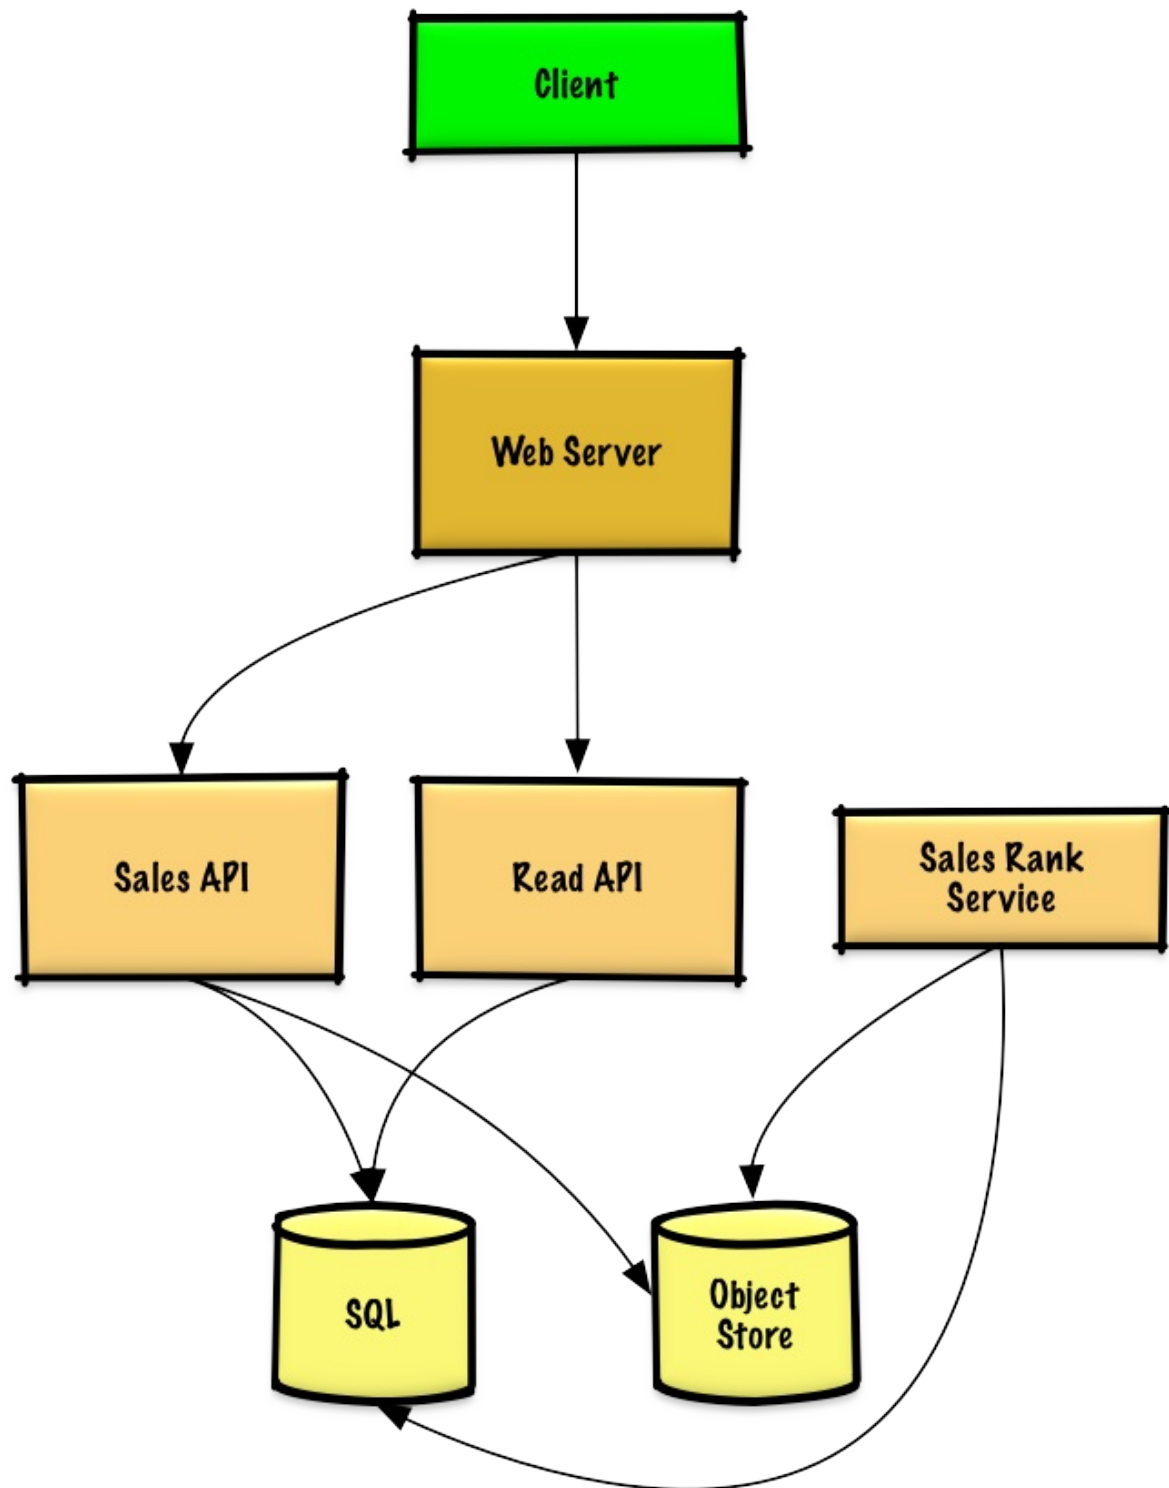 Client
Web Server
Sales API
Read API
Sales Rank
Service
SQL
Object
Store